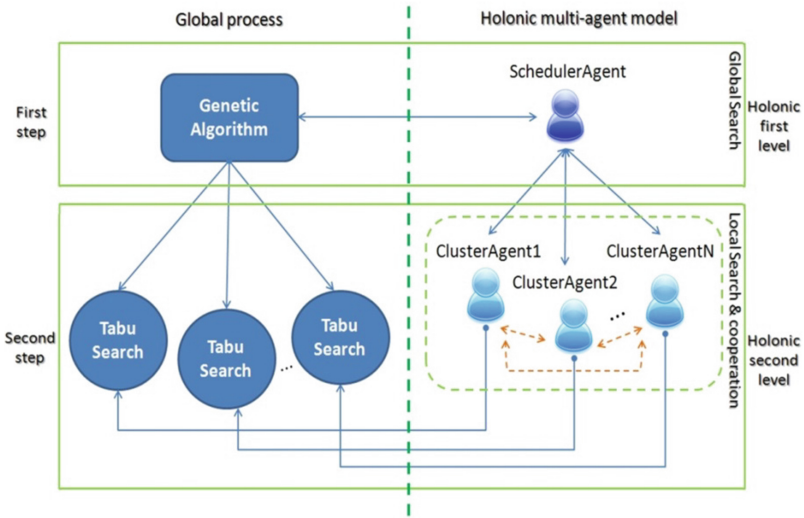 Global process
Holonic multi-agent model
First
step
Genetic
Algorithm
SchedulerAgent
Global Search
Holonic
first
level
Second
step
Tabu
Search
Tabu
Search
...
Tabu
Search
ClusterAgent1
ClusterAgent2
...
ClusterAgentN
Local Search & cooperation
Holonic
second
level